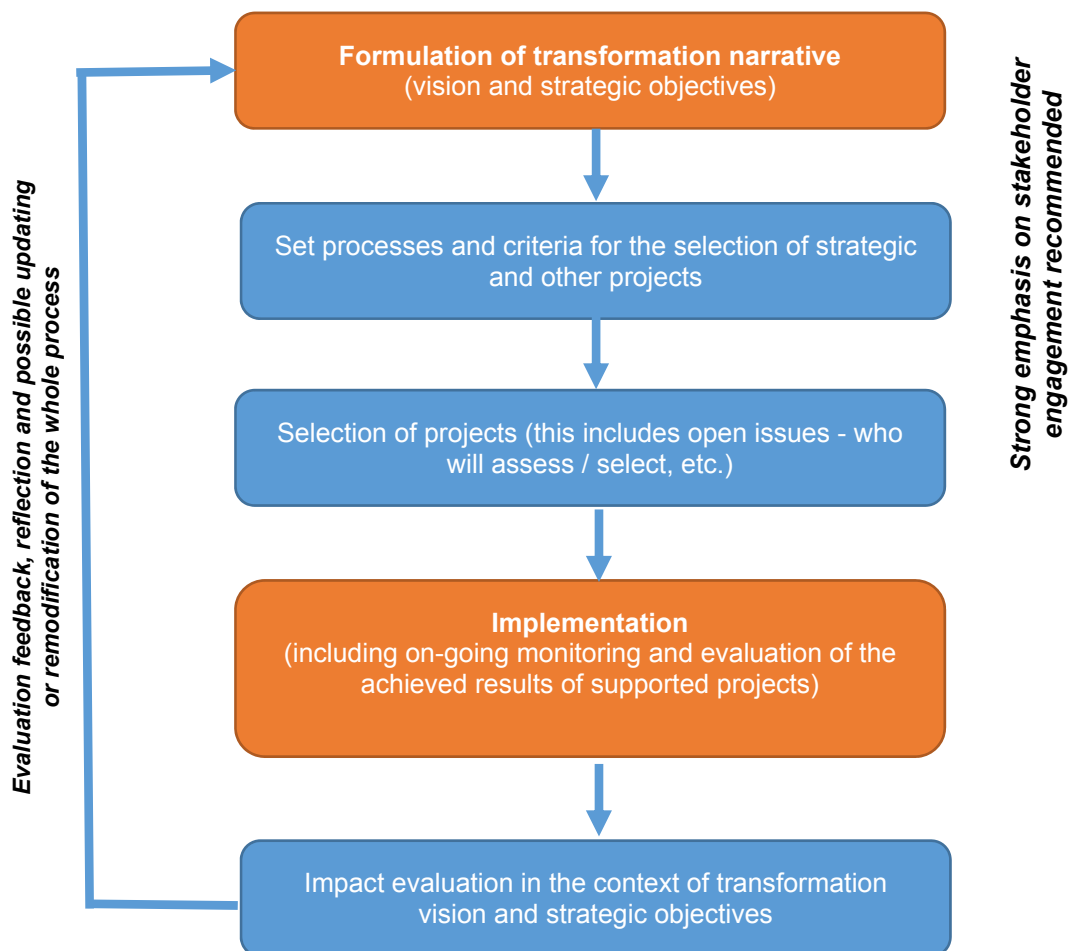 Formulation of transformation narrative
(vision and strategic objectives)
Set processes and criteria for the selection of strategic
and other projects
Selection of projects (this includes open issues - who
will assess / select, etc.)
Implementation
(including on-going monitoring and evaluation of the
achieved results of supported projects)
Impact evaluation in the context of transformation
vision and strategic objectives
Evaluation feedback, reflection and possible updating
or remodification of the whole process
Strong emphasis on stakeholder
engagement recommended